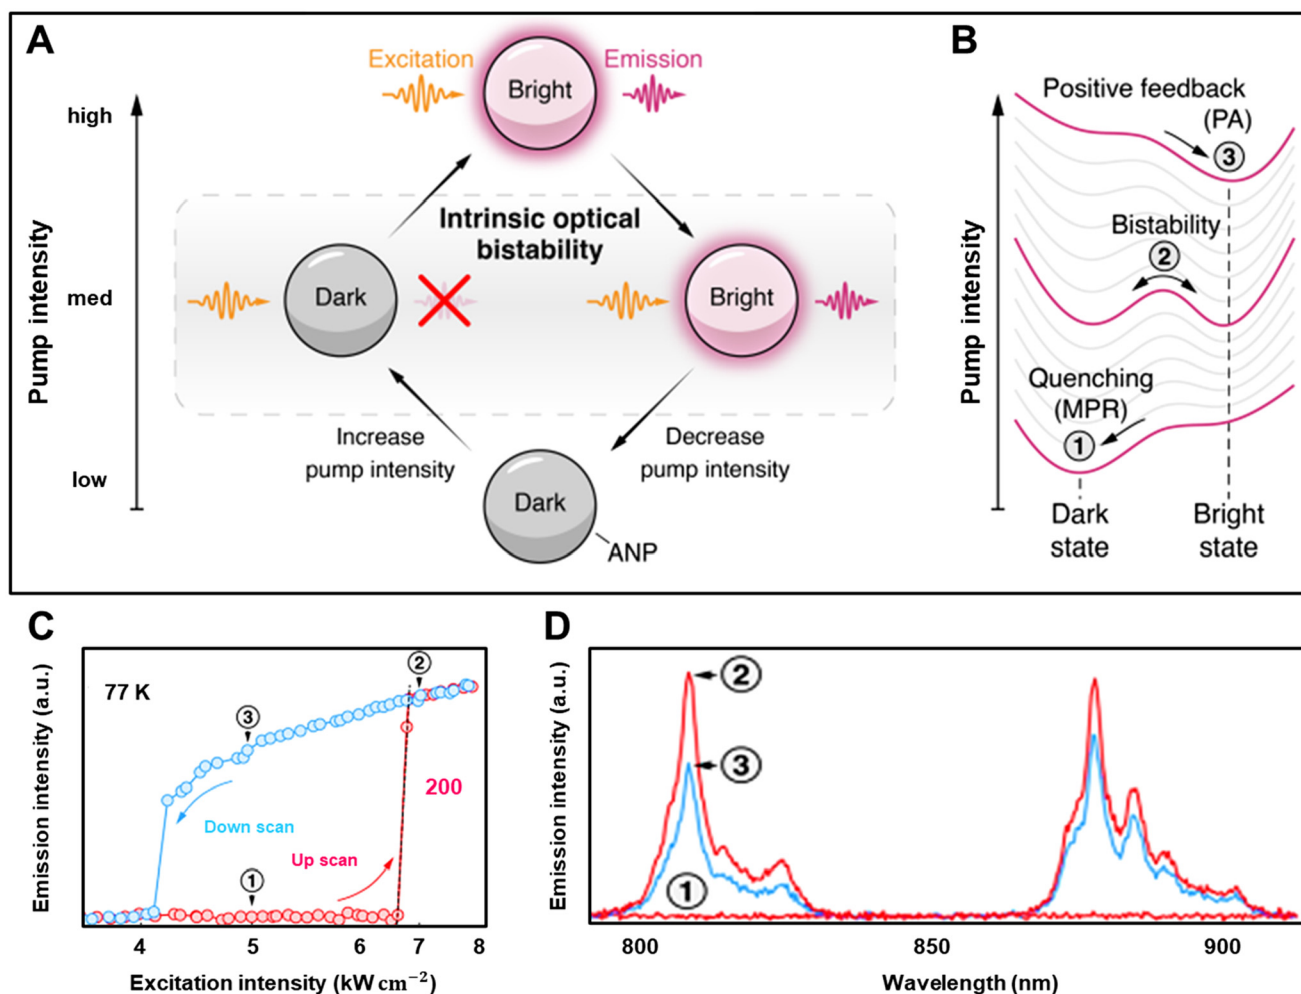 A
Pump intensity
high
med
low
Excitation
Emission
Bright
Intrinsic optical
bistability
Dark
Bright
Increase
pump intensity
Decrease
pump intensity
Dark
ANP
B
Pump intensity
Positive feedback
(PA)
3
Bistability
2
Quenching
(MPR)
1
Dark
state
Bright
state
C
Emission intensity (a.u.)
77 K
2
3
200
Down scan
Up scan
1
4 5 6 7 8
Excitation intensity (kW cm⁻²)
D
Emission intensity (a.u.)
2
3
1
800 850 900
Wavelength (nm)